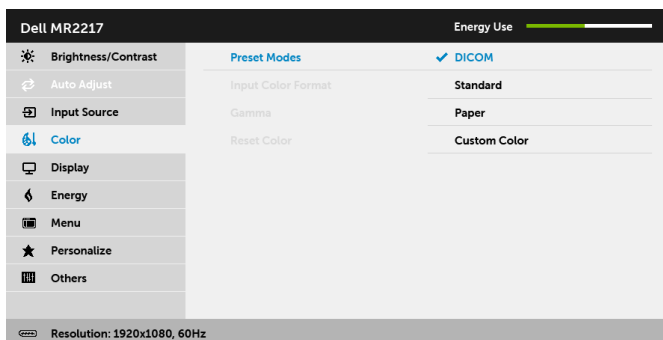 Dell MR2217 Energy Use
Brightness/Contrast Preset Modes DICOM
Auto Adjust Input Color Format Standard
Input Source Gamma Paper
Color Reset Color Custom Color
Display
Energy
Menu
Personalize
Others
Resolution: 1920x1080, 60Hz